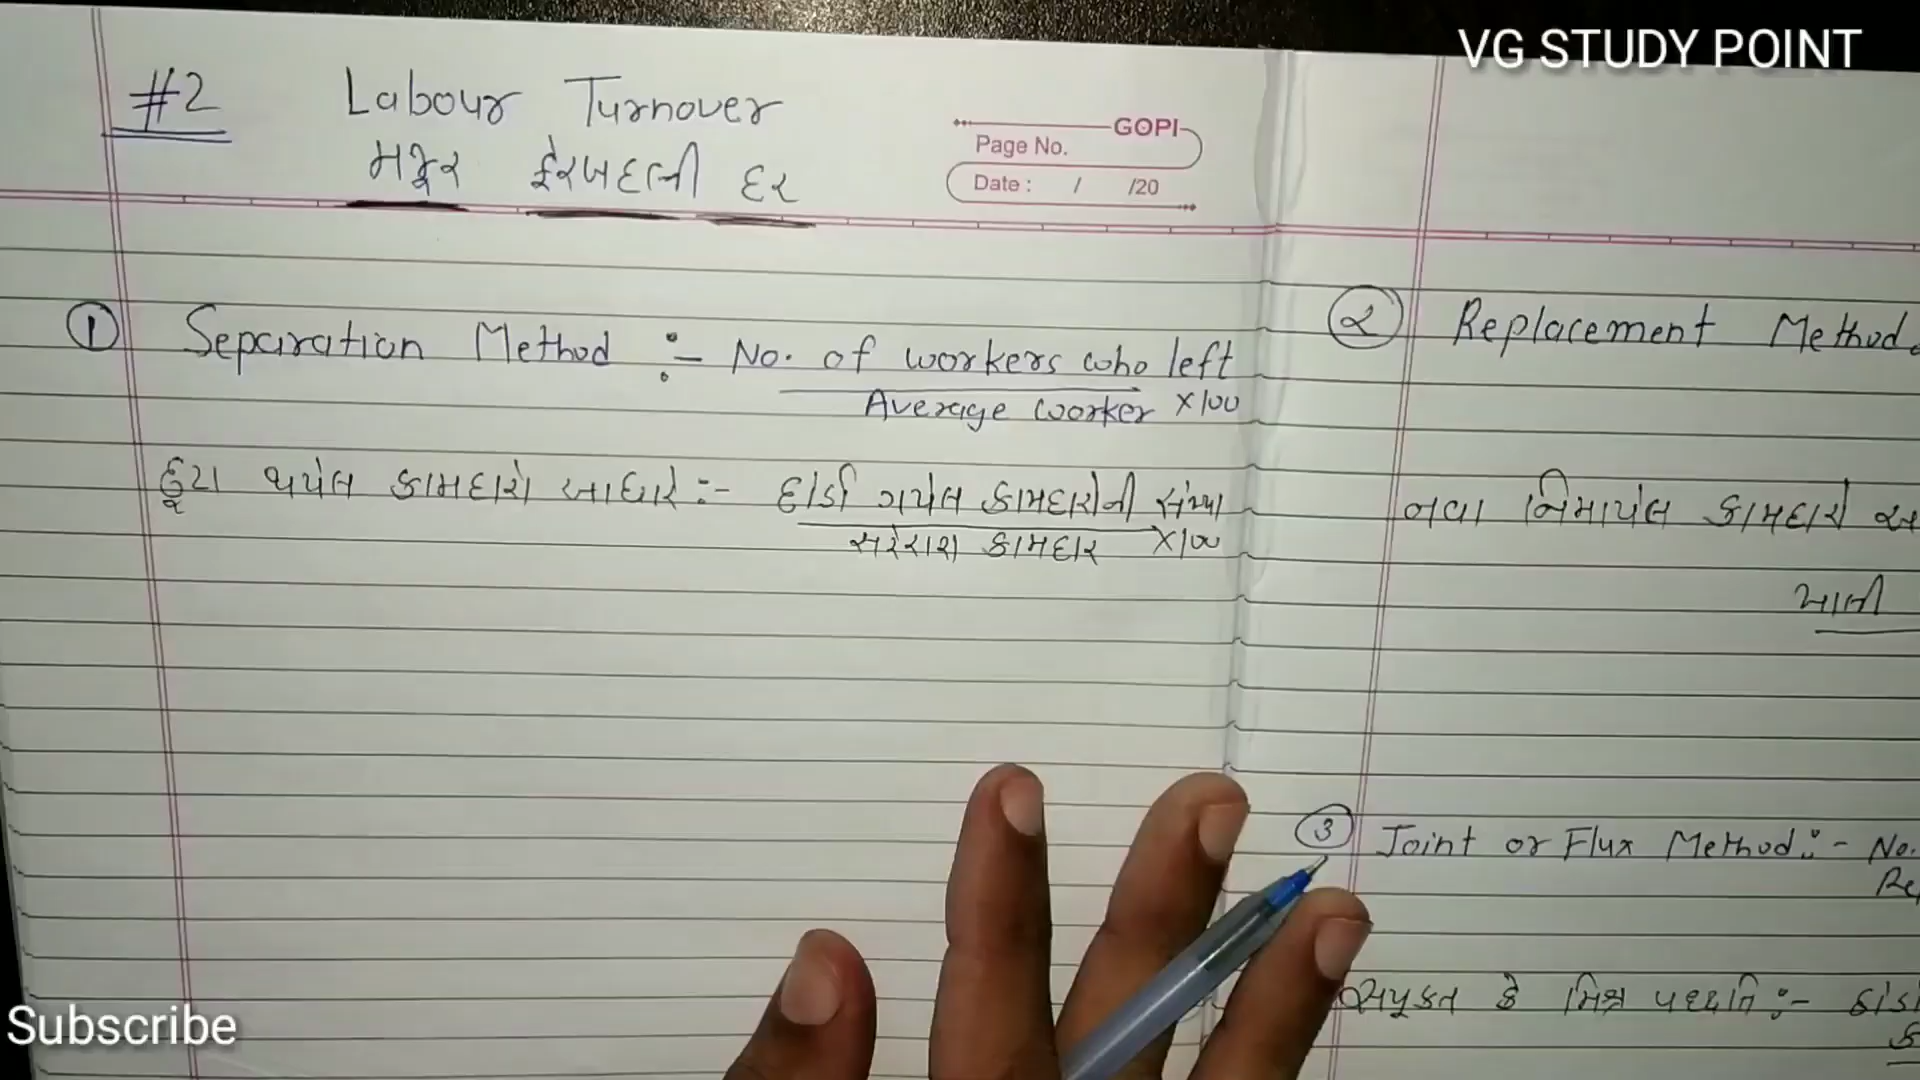 VG STUDY POINT
#2 Labour Turnover
મજૂર ફેરબદલી દર
GOPI
Page No.
Date : / /20
① Separation Method :- No. of workers who left
Average worker ×100
છુટા થયેલ કામદારો આધારે :- છોડી ગયેલ કામદારોની સંખ્યા
સરેરાશ કામદાર ×100
② Replacement Method
નવા નિમાયેલ કામદારો
③ Joint or Flux Method :- No.
સંયુક્ત કે મિશ્ર પદ્ધતિ :- છોડી
Subscribe